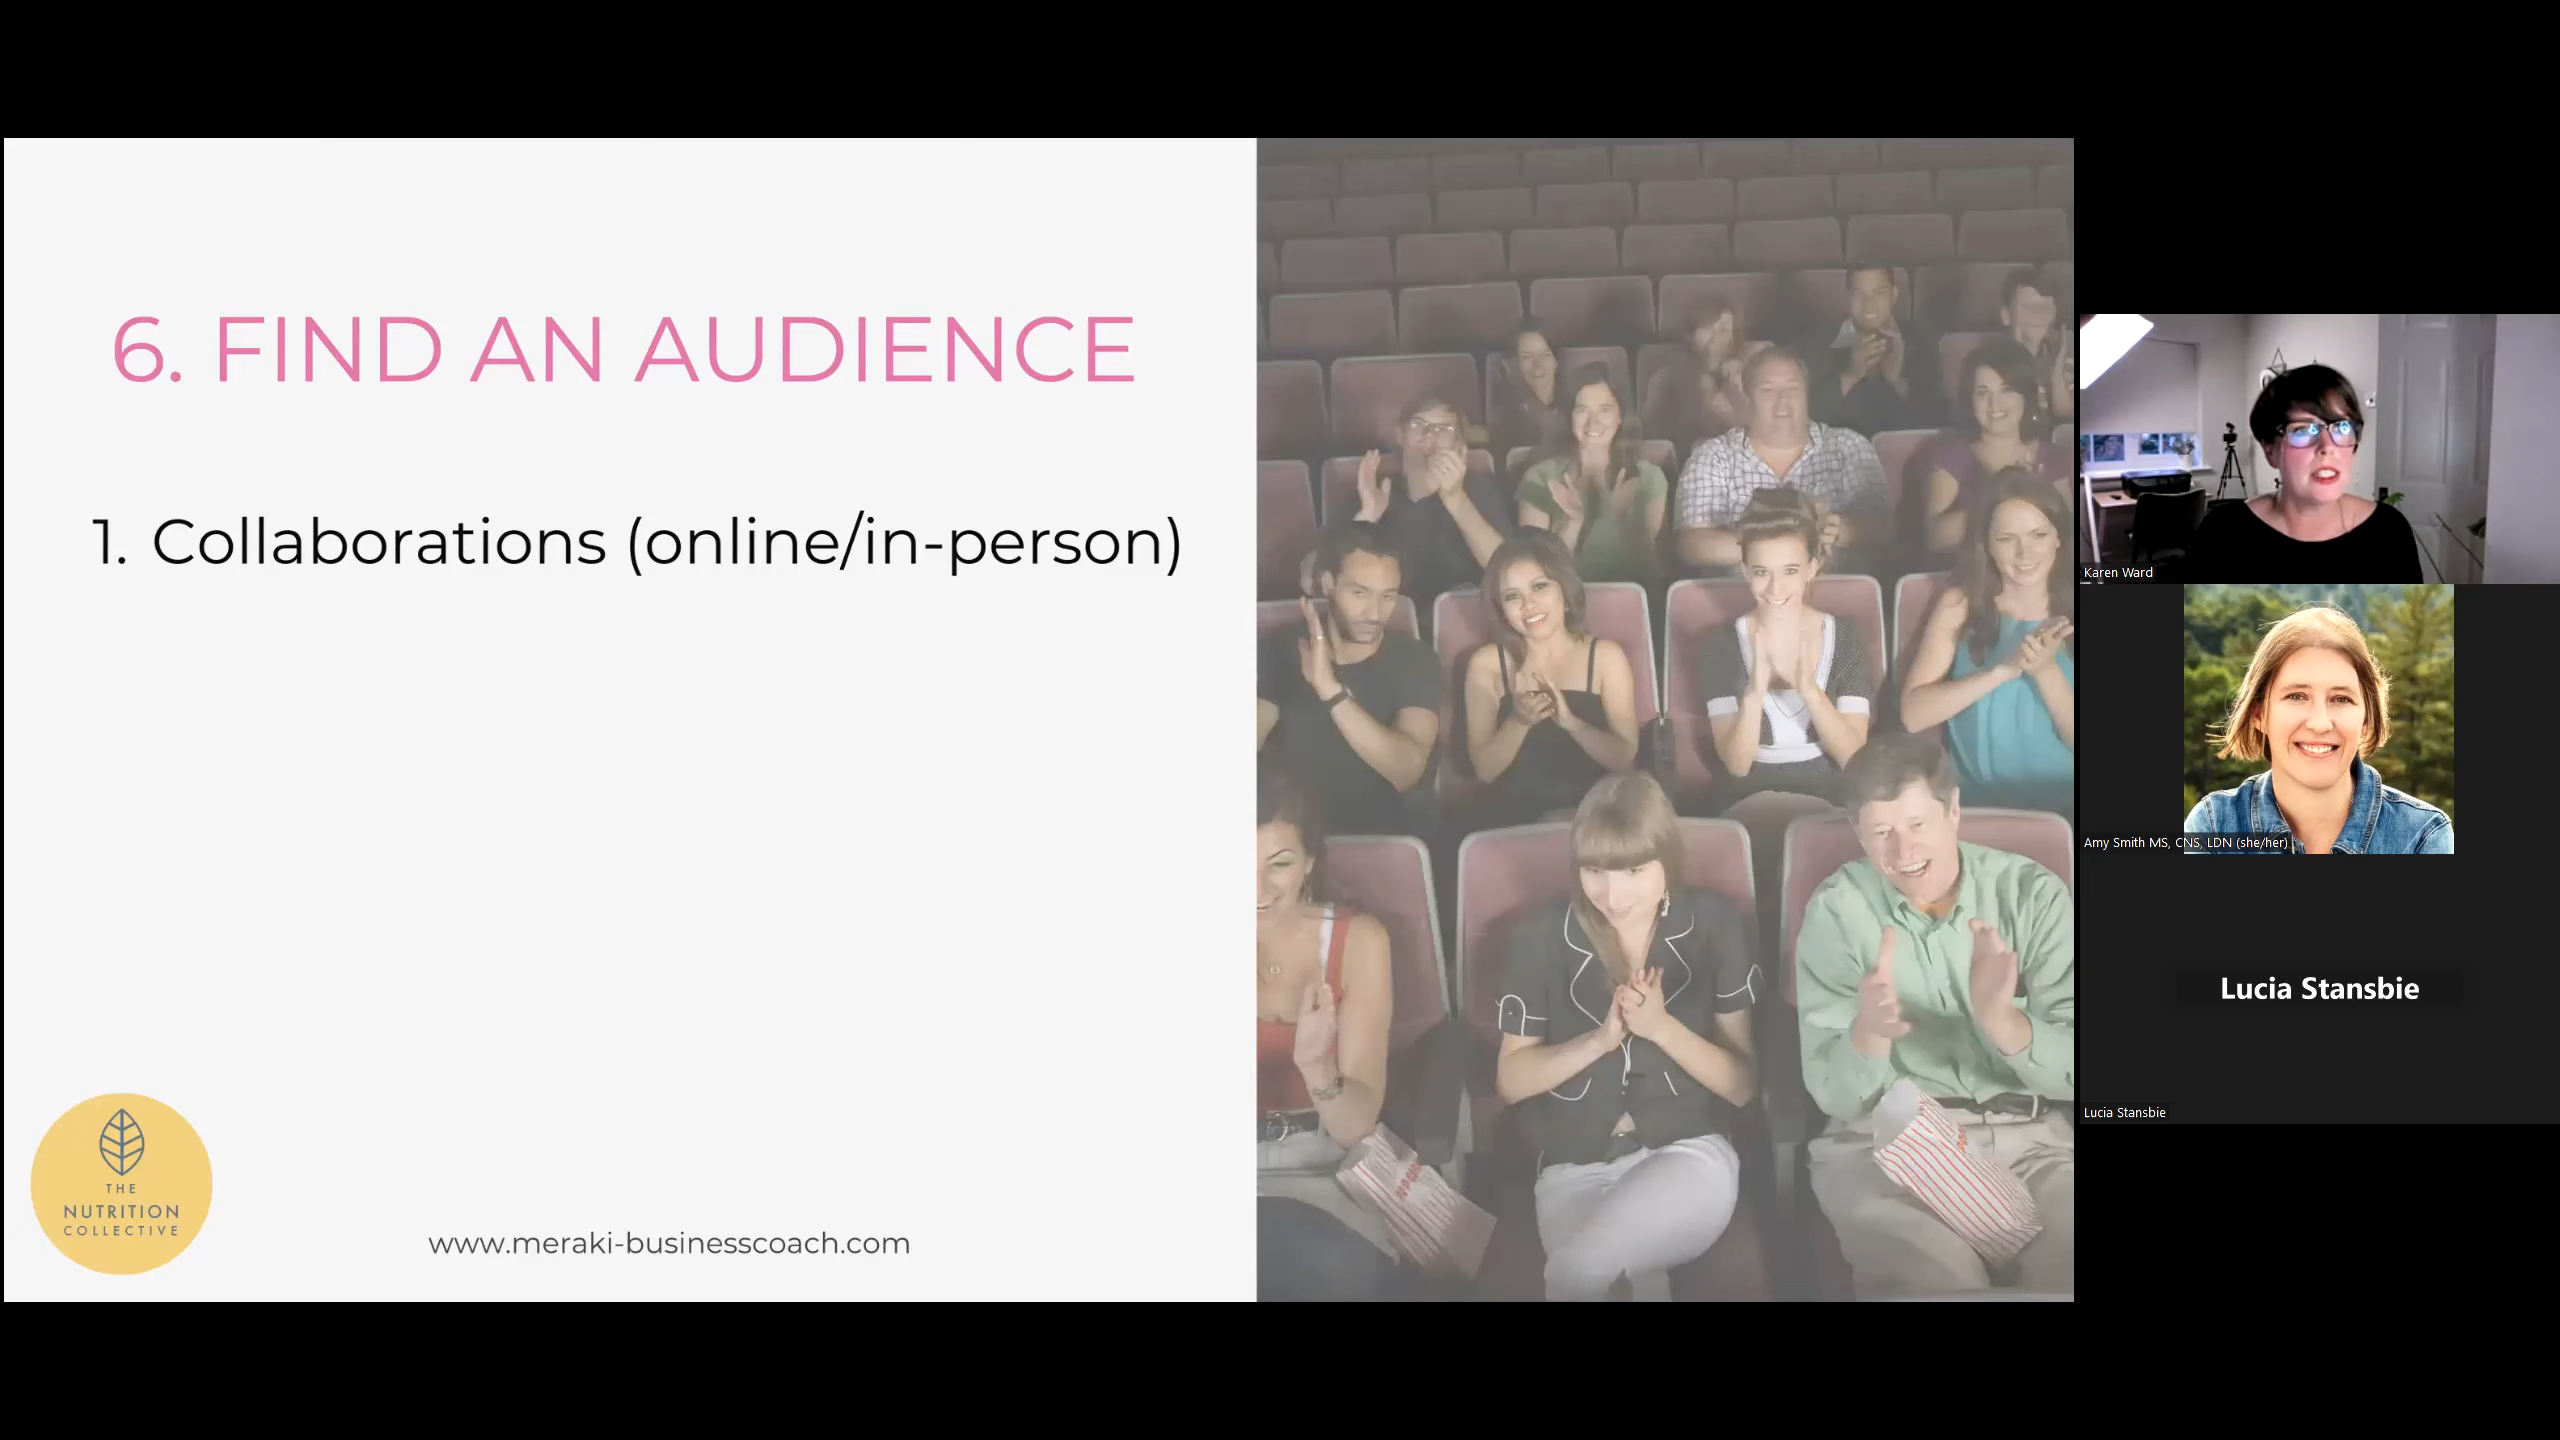 6. FIND AN AUDIENCE
1. Collaborations (online/in-person)
THE
NUTRITION
COLLECTIVE
www.meraki-businesscoach.com
Karen Ward
Amy Smith MS, CNS, LDN (she/her)
Lucia Stansbie
Lucia Stansbie